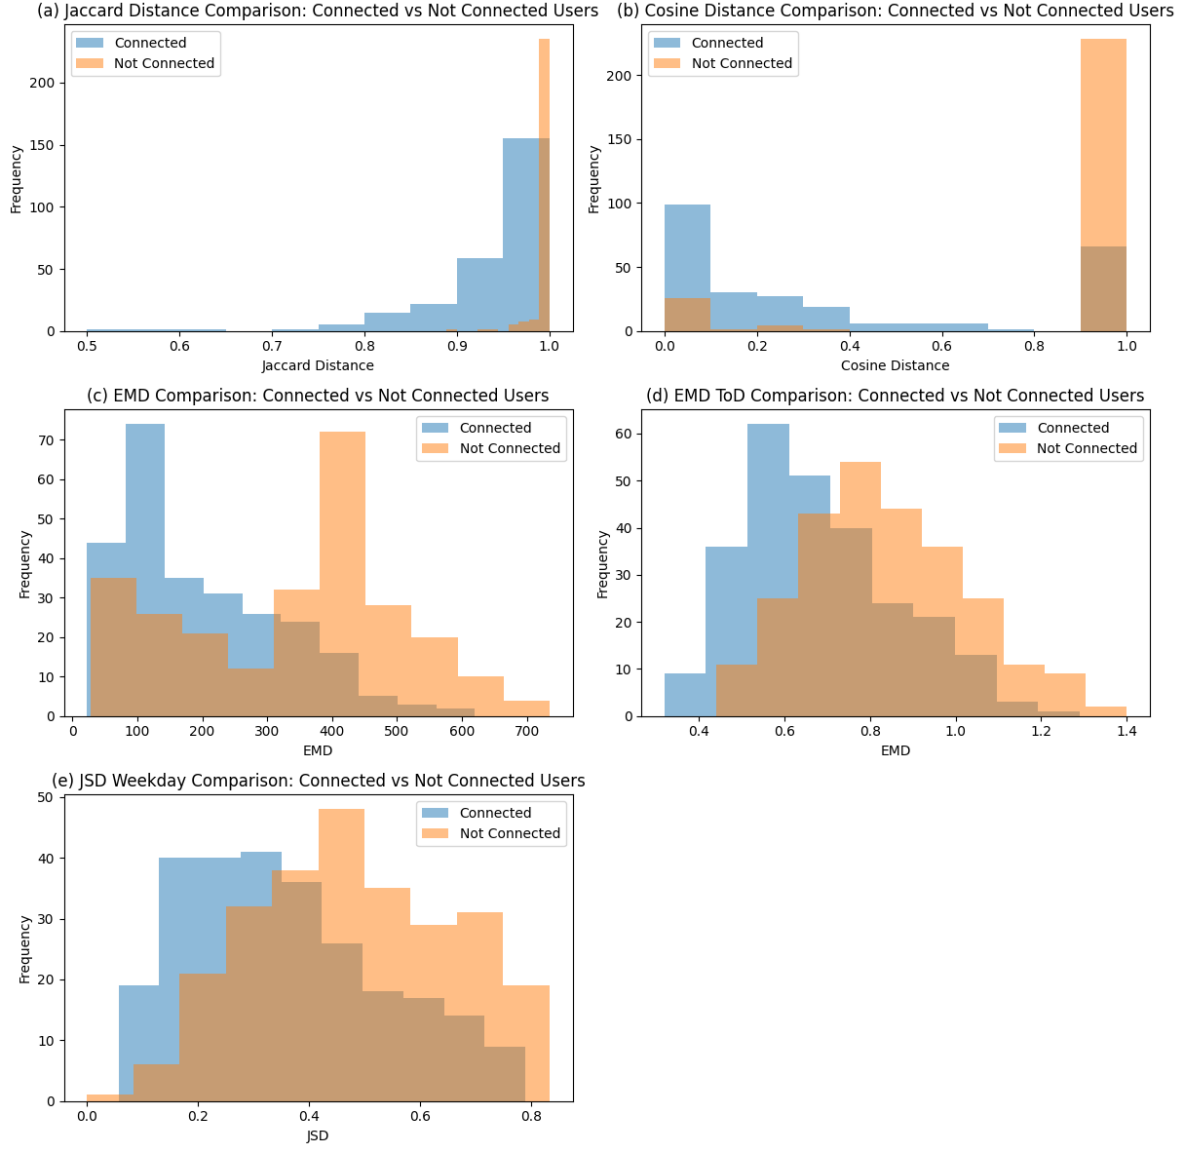 (a) Jaccard Distance Comparison: Connected vs Not Connected Users
Connected
Not Connected
Frequency
200
150
100
50
0
0.5 0.6 0.7 0.8 0.9 1.0
Jaccard Distance
(b) Cosine Distance Comparison: Connected vs Not Connected Users
Connected
Not Connected
Frequency
200
150
100
50
0
0.0 0.2 0.4 0.6 0.8 1.0
Cosine Distance
(c) EMD Comparison: Connected vs Not Connected Users
Connected
Not Connected
Frequency
70
60
50
40
30
20
10
0
0 100 200 300 400 500 600 700
EMD
(d) EMD ToD Comparison: Connected vs Not Connected Users
Connected
Not Connected
Frequency
60
50
40
30
20
10
0
0.4 0.6 0.8 1.0 1.2 1.4
EMD
(e) JSD Weekday Comparison: Connected vs Not Connected Users
Connected
Not Connected
Frequency
50
40
30
20
10
0
0.0 0.2 0.4 0.6 0.8
JSD